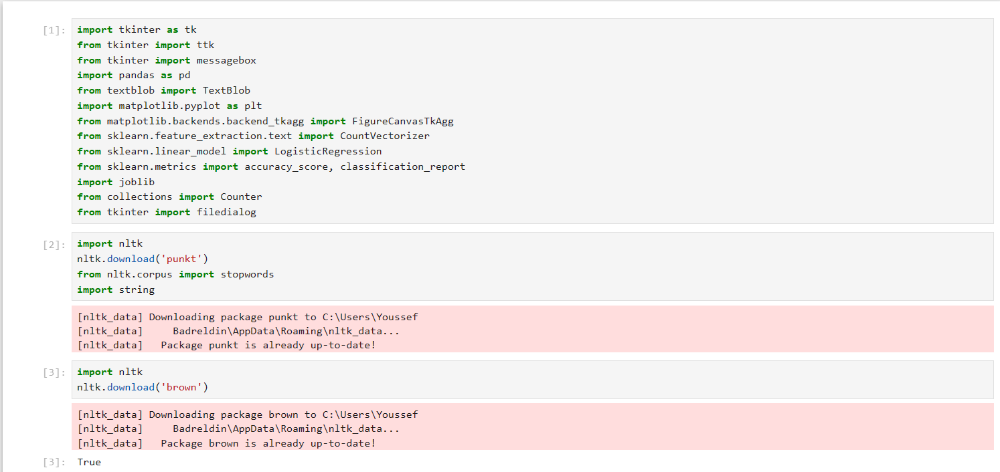 [1]: import tkinter as tk
from tkinter import ttk
from tkinter import messagebox
import pandas as pd
from textblob import TextBlob
import matplotlib.pyplot as plt
from matplotlib.backends.backend_tkagg import FigureCanvasTkAgg
from sklearn.feature_extraction.text import CountVectorizer
from sklearn.linear_model import LogisticRegression
from sklearn.metrics import accuracy_score, classification_report
import joblib
from collections import Counter
from tkinter import filedialog
[2]: import nltk
nltk.download('punkt')
from nltk.corpus import stopwords
import string
[nltk_data] Downloading package punkt to C:\Users\Youssef
[nltk_data]     Badreldin\AppData\Roaming\nltk_data...
[nltk_data]   Package punkt is already up-to-date!
[3]: import nltk
nltk.download('brown')
[nltk_data] Downloading package brown to C:\Users\Youssef
[nltk_data]     Badreldin\AppData\Roaming\nltk_data...
[nltk_data]   Package brown is already up-to-date!
[3]: True